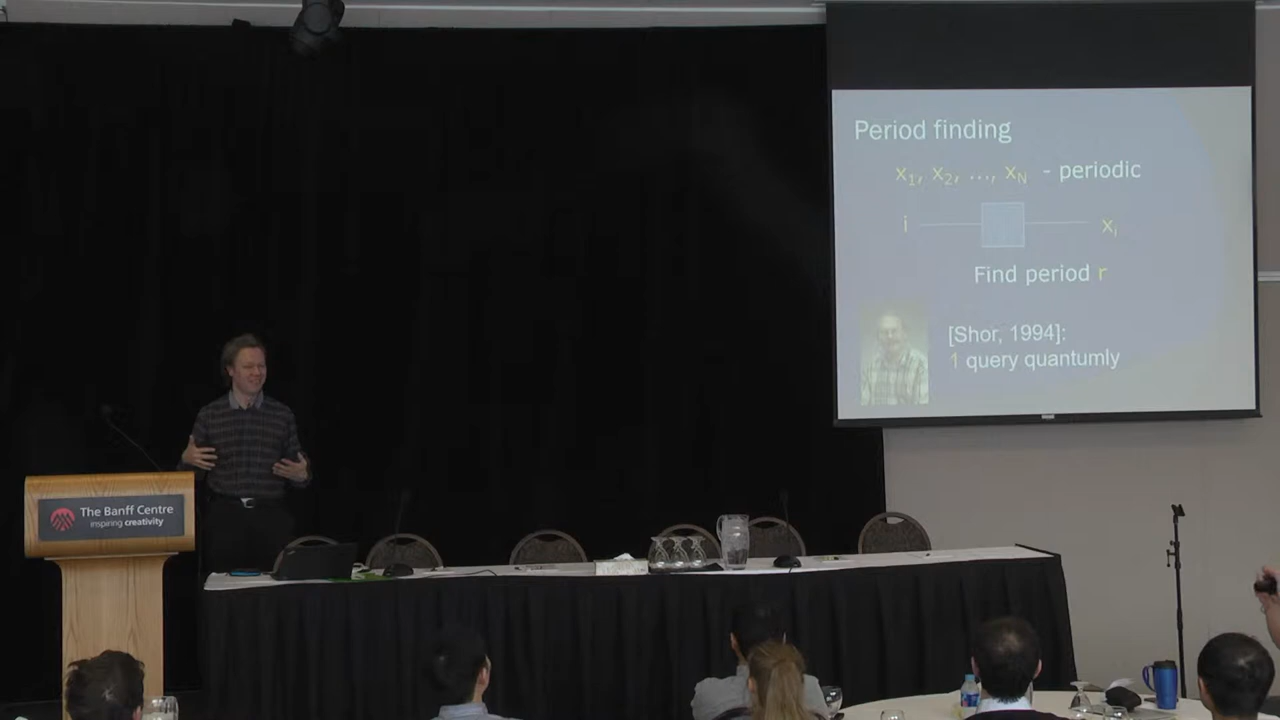 Period finding
x1, x2, ..., xN - periodic
i xi
Find period r
[Shor, 1994]:
1 query quantumly
The Banff Centre
inspiring creativity